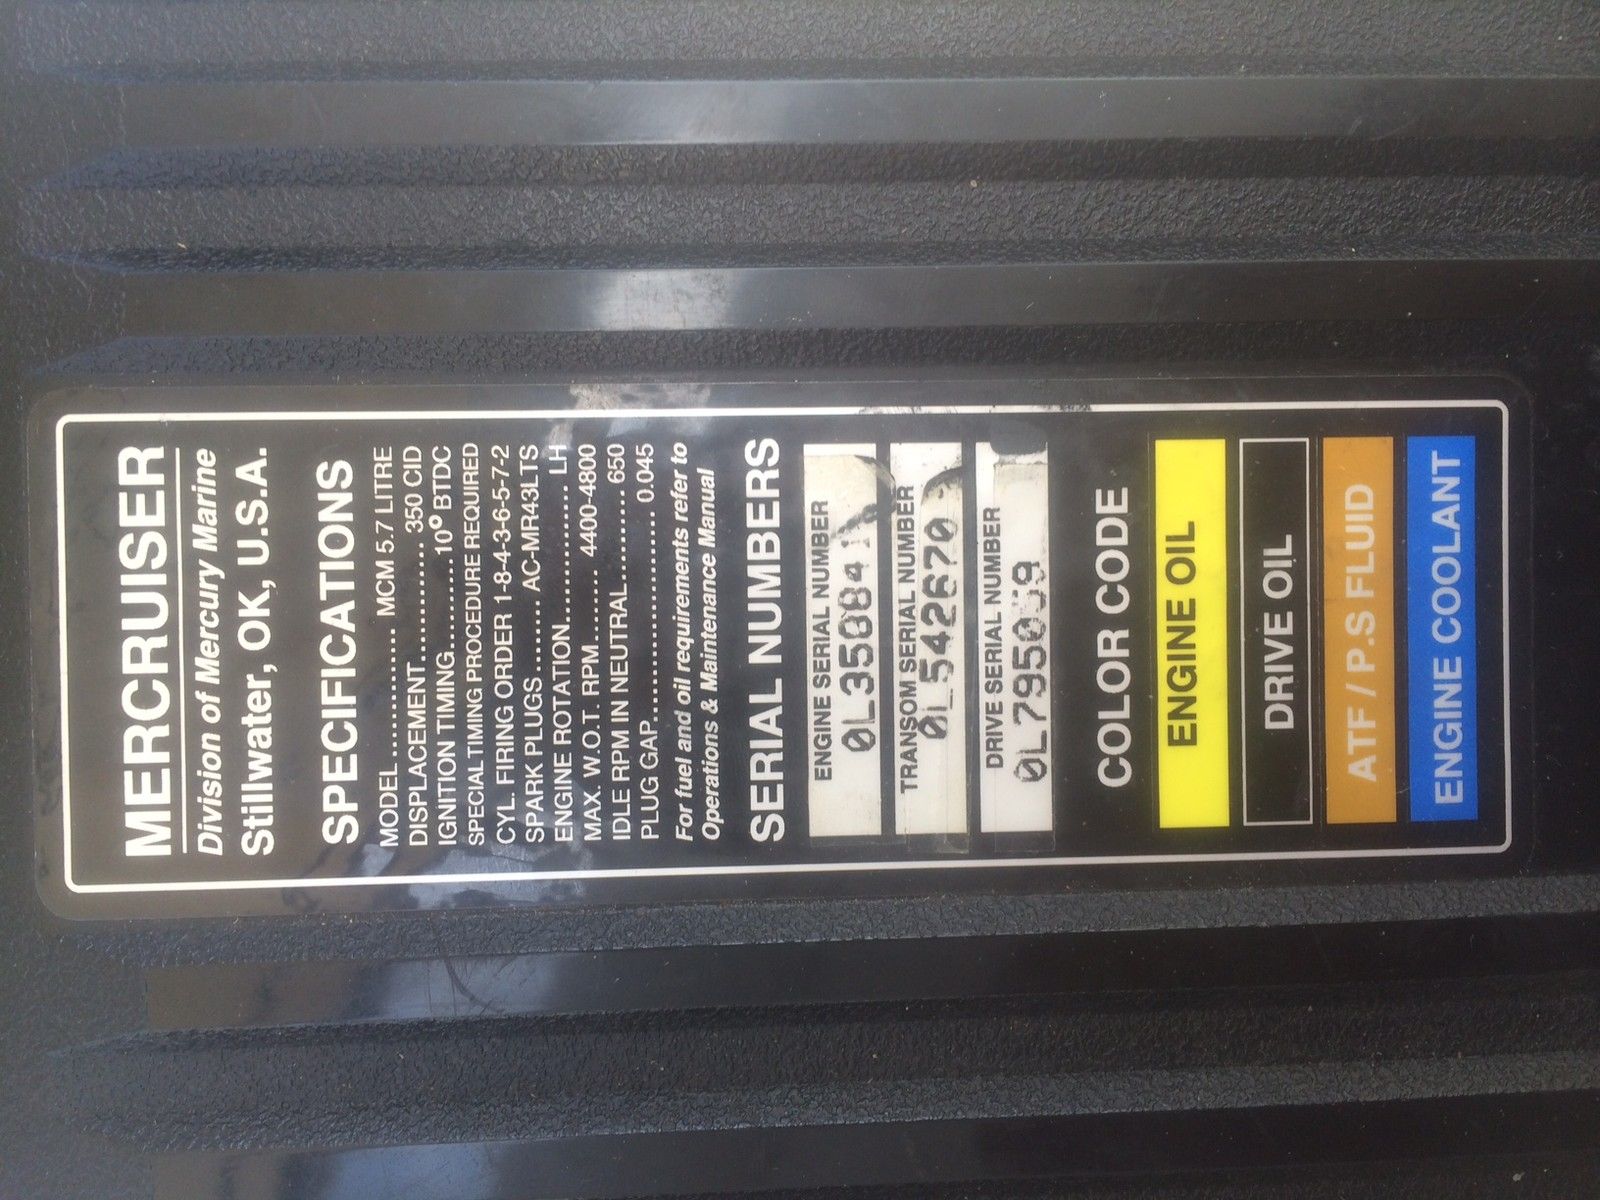 MERCRUISER
Division of Mercury Marine
Stillwater, OK, U.S.A.
SPECIFICATIONS
MODEL............. MCM 5.7 LITRE
DISPLACEMENT............. 350 CID
IGNITION TIMING.......... 10° BTDC
SPECIAL TIMING PROCEDURE REQUIRED
CYL. FIRING ORDER 1-8-4-3-6-5-7-2
SPARK PLUGS......... AC-MR43LTS
ENGINE ROTATION................ LH
MAX. W.O.T. RPM......... 4400-4800
IDLE RPM IN NEUTRAL.......... 650
PLUG GAP....................... 0.045
For fuel and oil requirements refer to
Operations & Maintenance Manual
SERIAL NUMBERS
ENGINE SERIAL NUMBER
TRANSOM SERIAL NUMBER
0L542670
DRIVE SERIAL NUMBER
COLOR CODE
ENGINE OIL
DRIVE OIL
ATF / P.S FLUID
ENGINE COOLANT